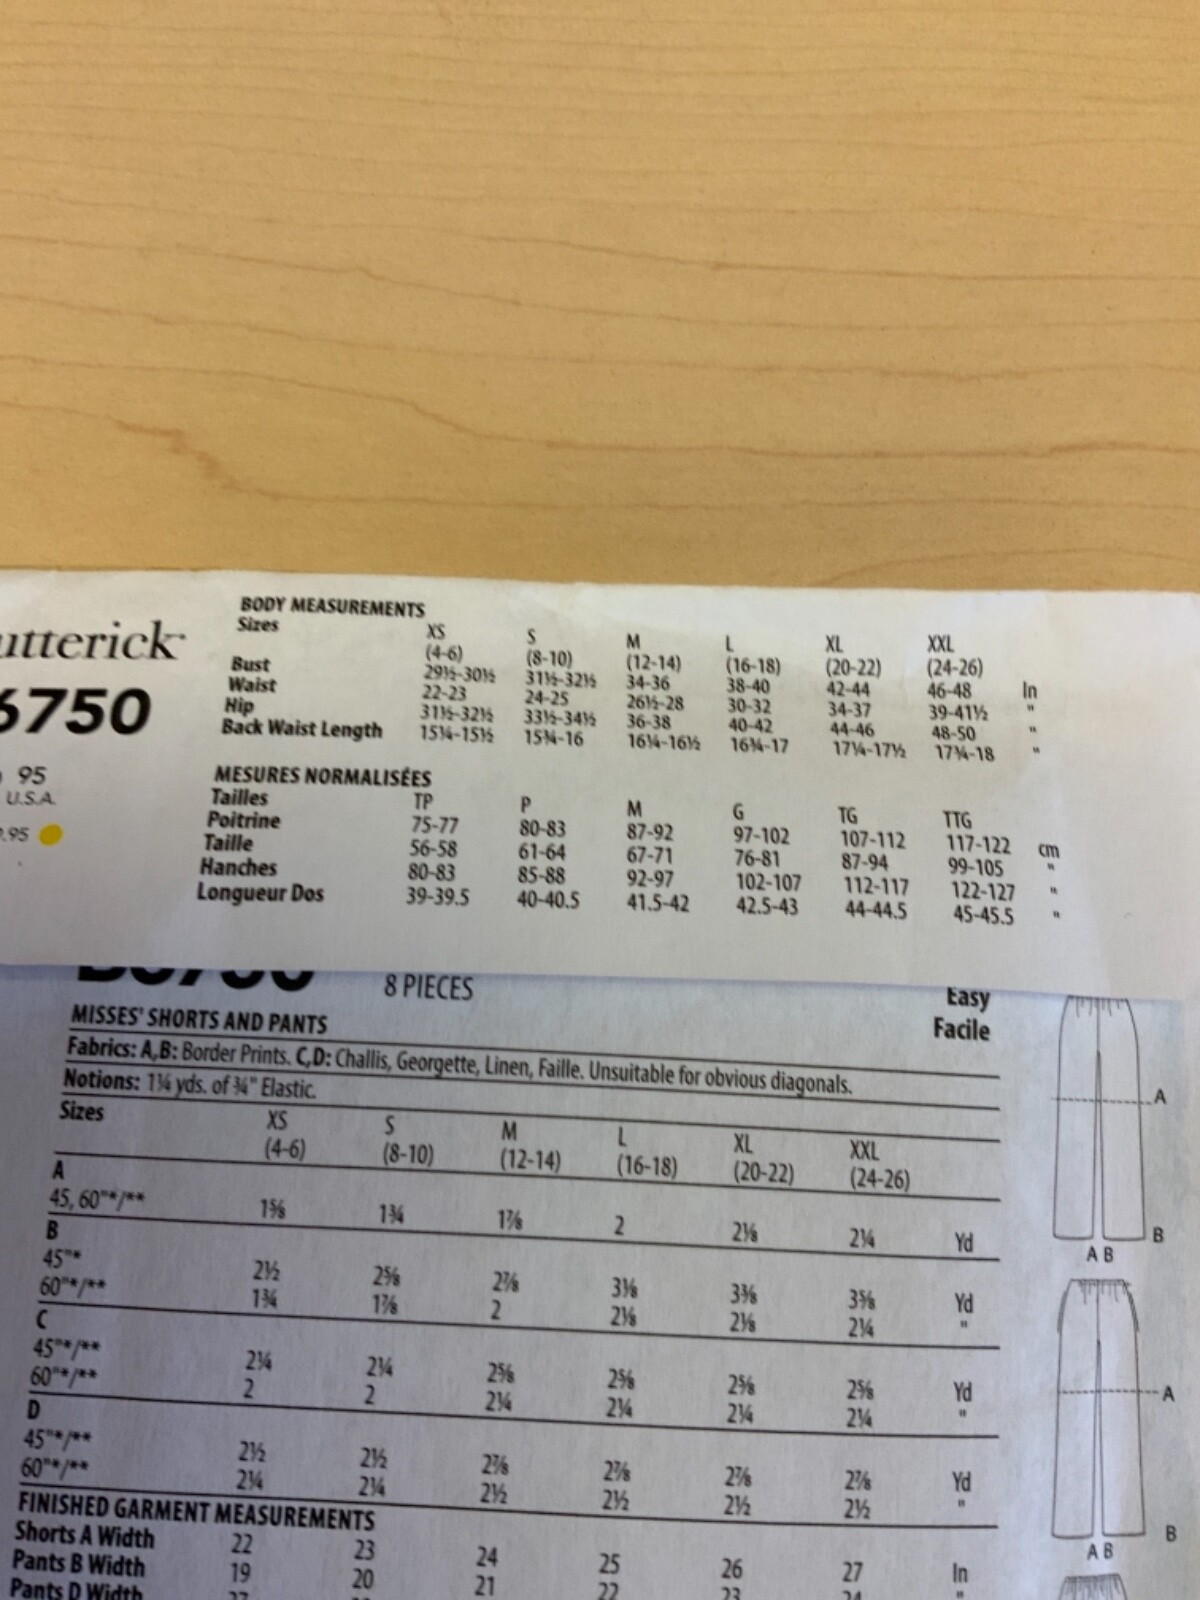 BODY MEASUREMENTS
Sizes XS S M L XL XXL
(4-6) (8-10) (12-14) (16-18) (20-22) (24-26)
Bust 29½-30½ 31½-32½ 34-36 38-40 42-44 46-48 In
Waist 22-23 24-25 26½-28 30-32 34-37 39-41½ "
Hip 31½-32½ 33½-34½ 36-38 40-42 44-46 48-50 "
Back Waist Length 15¼-15½ 15¾-16 16¼-16½ 16¾-17 17¼-17½ 17¾-18 "
utterick
6750
95
U.S.A.
.95
MESURES NORMALISÉES
Tailles TP P M G TG TTG
Poitrine 75-77 80-83 87-92 97-102 107-112 117-122 cm
Taille 56-58 61-64 67-71 76-81 87-94 99-105 "
Hanches 80-83 85-88 92-97 102-107 112-117 122-127 "
Longueur Dos 39-39.5 40-40.5 41.5-42 42.5-43 44-44.5 45-45.5 "
8 PIECES
Easy
Facile
MISSES' SHORTS AND PANTS
Fabrics: A,B: Border Prints. C,D: Challis, Georgette, Linen, Faille. Unsuitable for obvious diagonals.
Notions: 1¼ yds. of ¾" Elastic.
Sizes XS S M L XL XXL
(4-6) (8-10) (12-14) (16-18) (20-22) (24-26)
A
45, 60"*/** 1⅝ 1¾ 1⅞ 2 2⅛ 2¼ Yd
B
45"* 2½ 2⅝ 2⅞ 3⅛ 3⅜ 3⅝ Yd
60"*/** 1¾ 1⅞ 2 2⅛ 2⅛ 2¼ "
C
45"*/** 2¼ 2¼ 2⅝ 2⅝ 2⅝ 2⅝ Yd
60"*/** 2 2 2¼ 2¼ 2¼ 2¼ "
D
45"*/** 2½ 2½ 2⅞ 2⅞ 2⅞ 2⅞ Yd
60"*/** 2¼ 2¼ 2½ 2½ 2½ 2½ "
FINISHED GARMENT MEASUREMENTS
Shorts A Width 22 23 24 25 26 27 In
Pants B Width 19 20 21 22 23 24 "
Pants D Width
A
B
A B
A
B
A B